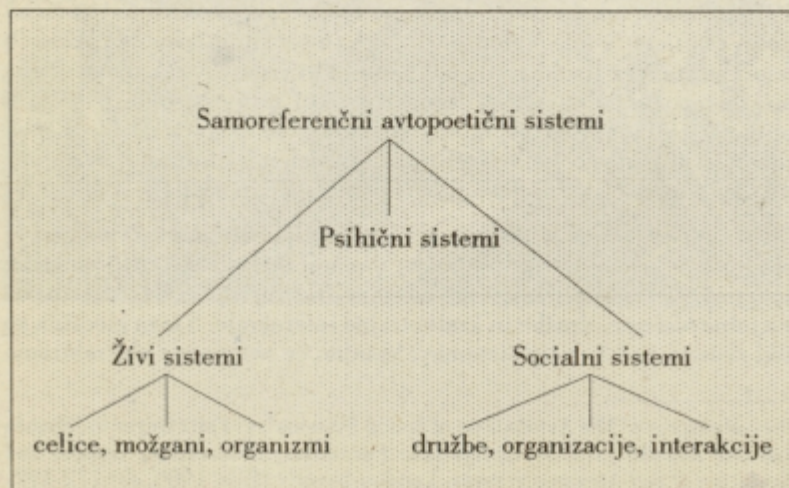 Samoreferenčni avtopoetični sistemi
Psihični sistemi
Živi sistemi
Socialni sistemi
celice, možgani, organizmi
družbe, organizacije, interakcije